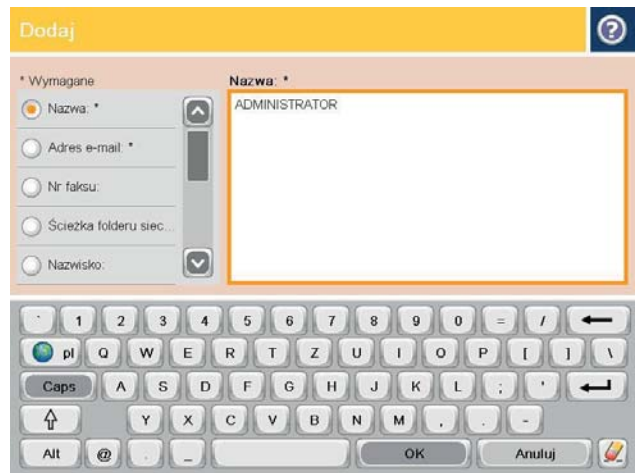 Dodaj
?
* Wymagane
Nazwa: *
Adres e-mail: *
Nr faksu:
Ścieżka folderu siec...
Nazwisko:
Nazwa: *
ADMINISTRATOR
` 1 2 3 4 5 6 7 8 9 0 = /
pl Q W E R T Z U I O P [ ] \
Caps A S D F G H J K L ; '
Y X C V B N M , . -
Alt @ . _ OK Anuluj